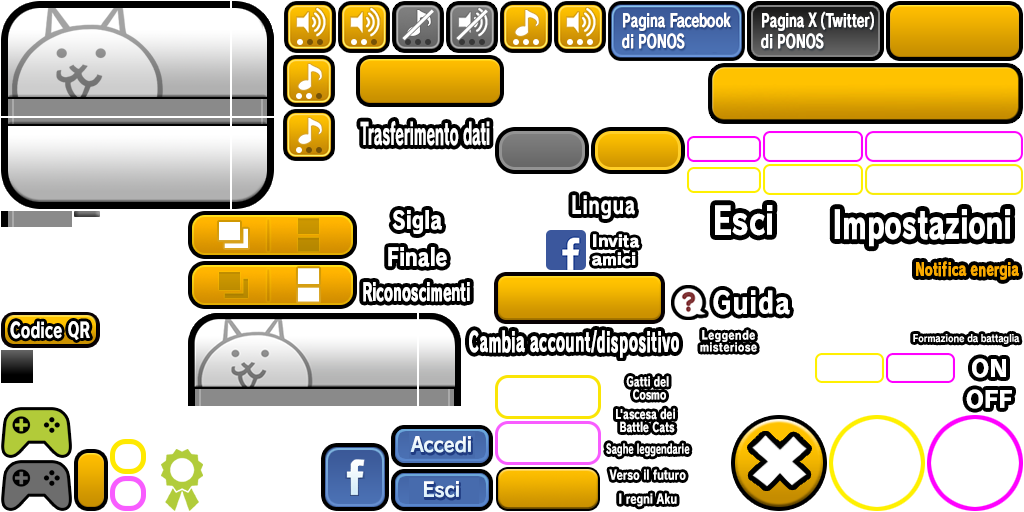 Pagina Facebook
di PONOS
Pagina X (Twitter)
di PONOS
Trasferimento dati
Lingua
Sigla
Esci
Impostazioni
Invita
amici
Finale
Notifica energia
Riconoscimenti
? Guida
Codice QR
Cambia account/dispositivo
Leggende
misteriose
Formazione da battaglia
ON
OFF
Gatti del
Cosmo
L'ascesa dei
Battle Cats
Saghe leggendarie
Accedi
Verso il futuro
Esci
I regni Aku